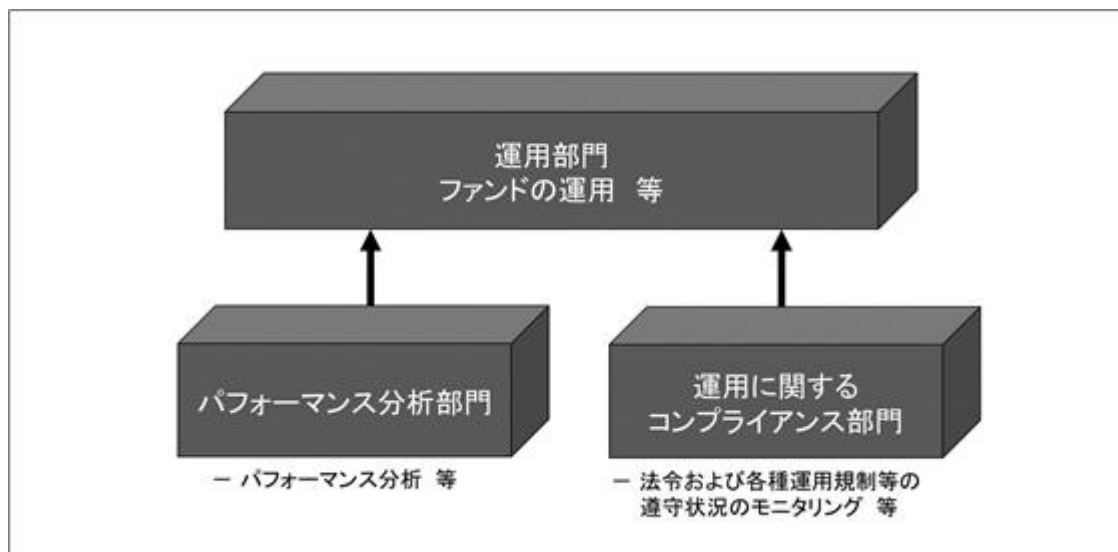 運用部門
ファンドの運用 等
パフォーマンス分析部門
－ パフォーマンス分析 等
運用に関する
コンプライアンス部門
－ 法令および各種運用規制等の
遵守状況のモニタリング 等